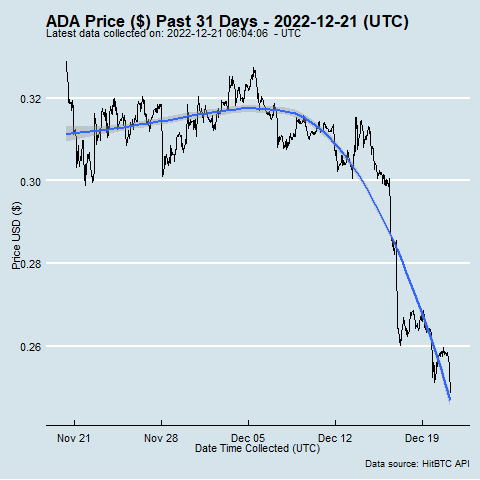 ADA Price ($) Past 31 Days - 2022-12-21 (UTC)
Latest data collected on: 2022-12-21 06:04:06 - UTC
0.32
0.30
0.28
0.26
Price USD ($)
Nov 21 Nov 28 Dec 05 Dec 12 Dec 19
Date Time Collected (UTC)
Data source: HitBTC API